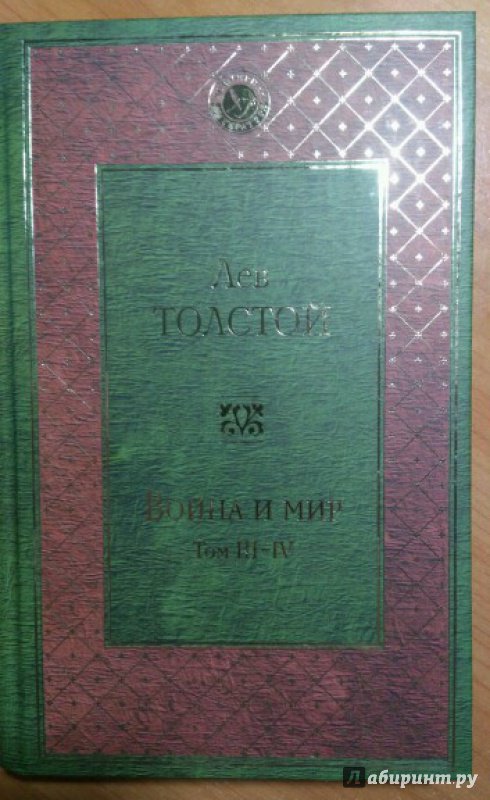 Лев
ТОЛСТОЙ
ВОЙНА И МИР
Том III–IV
Лабиринт.ру